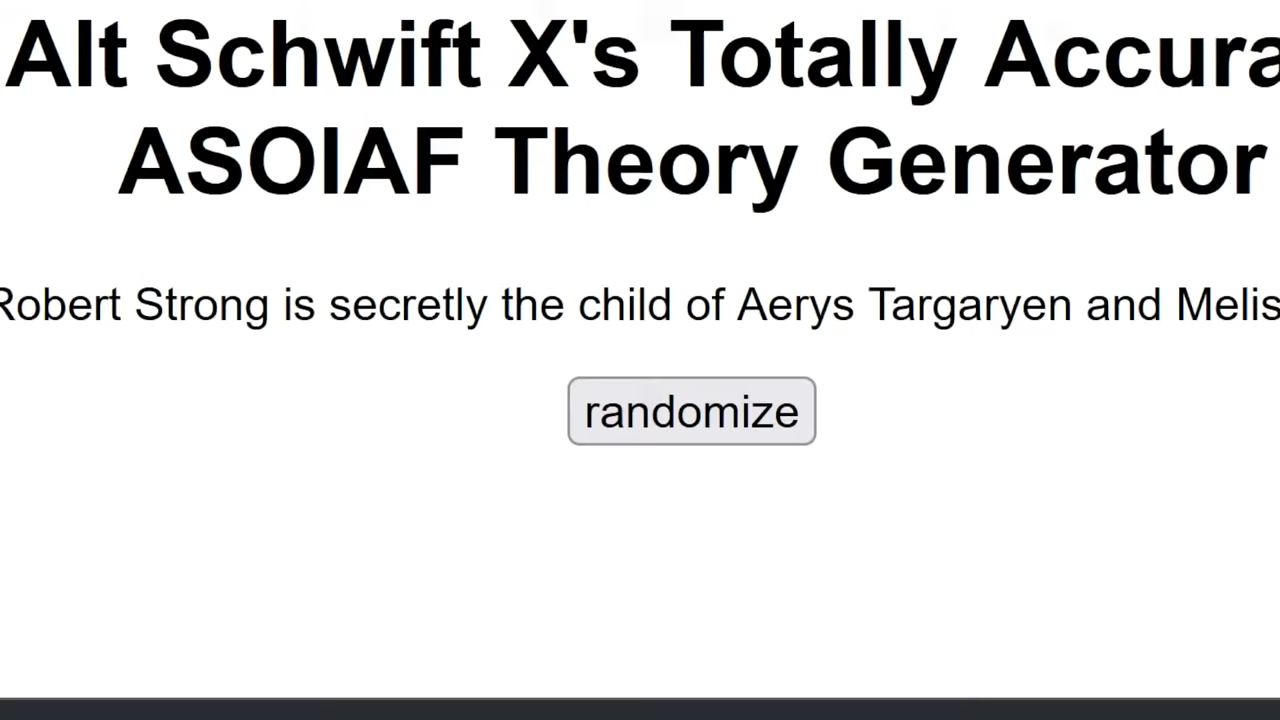 Alt Schwift X's Totally Accura
ASOIAF Theory Generator
Robert Strong is secretly the child of Aerys Targaryen and Melis
randomize